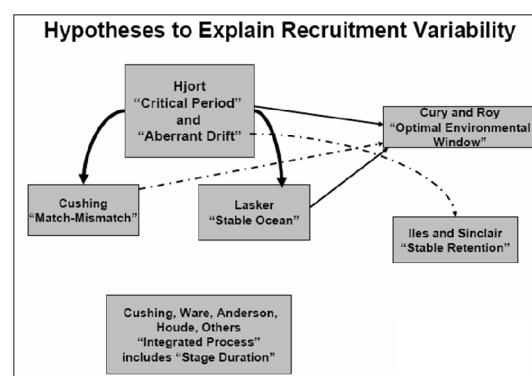 Hypotheses to Explain Recruitment Variability
Hjort
“Critical Period”
and
“Aberrant Drift”
Cury and Roy
“Optimal Environmental
Window”
Cushing
“Match-Mismatch”
Lasker
“Stable Ocean”
Iles and Sinclair
“Stable Retention”
Cushing, Ware, Anderson,
Houde, Others
“Integrated Process”
includes “Stage Duration”